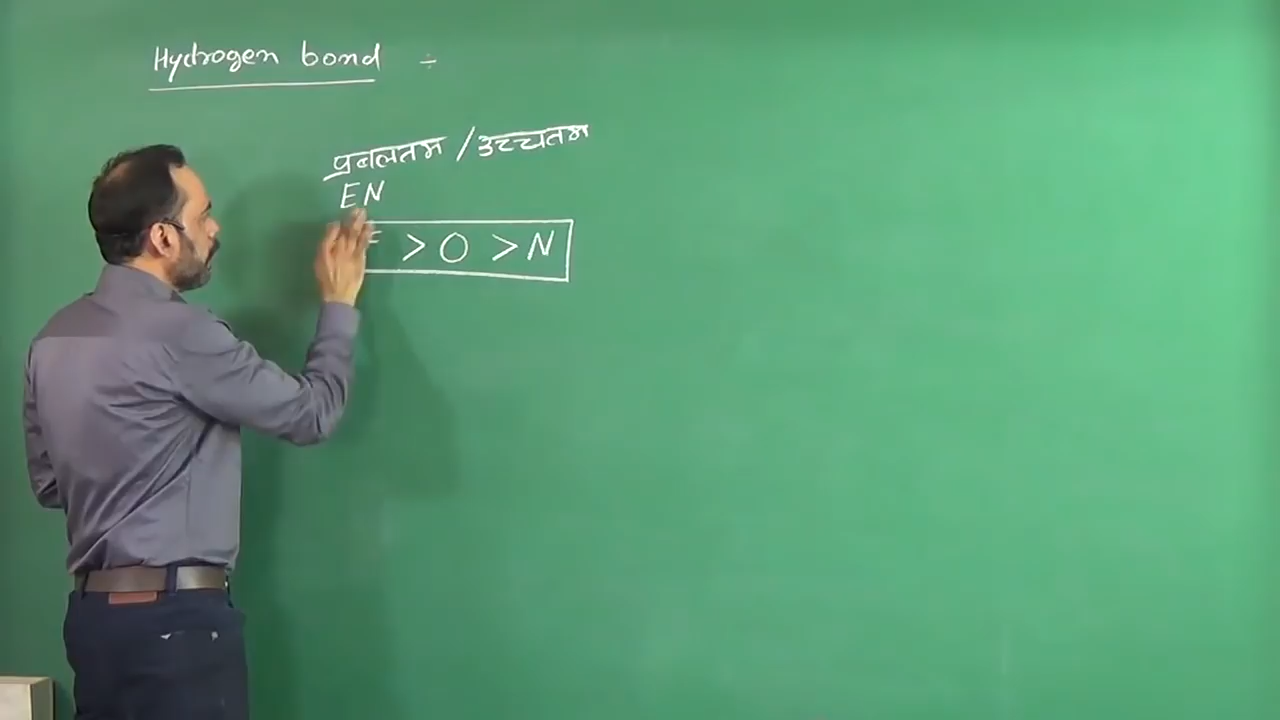 Hydrogen bond ÷
प्रबलतम / उच्चतम
EN
F > O > N